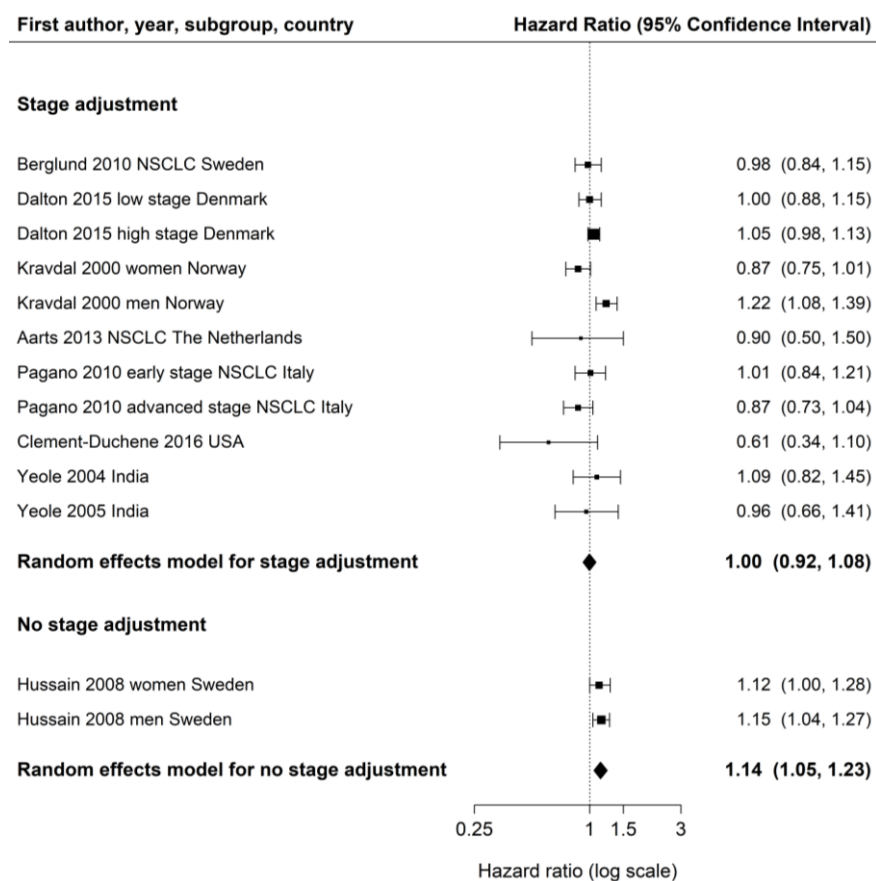 First author, year, subgroup, country Hazard Ratio (95% Confidence Interval)
Stage adjustment
Berglund 2010 NSCLC Sweden 0.98 (0.84, 1.15)
Dalton 2015 low stage Denmark 1.00 (0.88, 1.15)
Dalton 2015 high stage Denmark 1.05 (0.98, 1.13)
Kravdal 2000 women Norway 0.87 (0.75, 1.01)
Kravdal 2000 men Norway 1.22 (1.08, 1.39)
Aarts 2013 NSCLC The Netherlands 0.90 (0.50, 1.50)
Pagano 2010 early stage NSCLC Italy 1.01 (0.84, 1.21)
Pagano 2010 advanced stage NSCLC Italy 0.87 (0.73, 1.04)
Clement-Duchene 2016 USA 0.61 (0.34, 1.10)
Yeole 2004 India 1.09 (0.82, 1.45)
Yeole 2005 India 0.96 (0.66, 1.41)
Random effects model for stage adjustment 1.00 (0.92, 1.08)
No stage adjustment
Hussain 2008 women Sweden 1.12 (1.00, 1.28)
Hussain 2008 men Sweden 1.15 (1.04, 1.27)
Random effects model for no stage adjustment 1.14 (1.05, 1.23)
0.25 1 1.5 3
Hazard ratio (log scale)